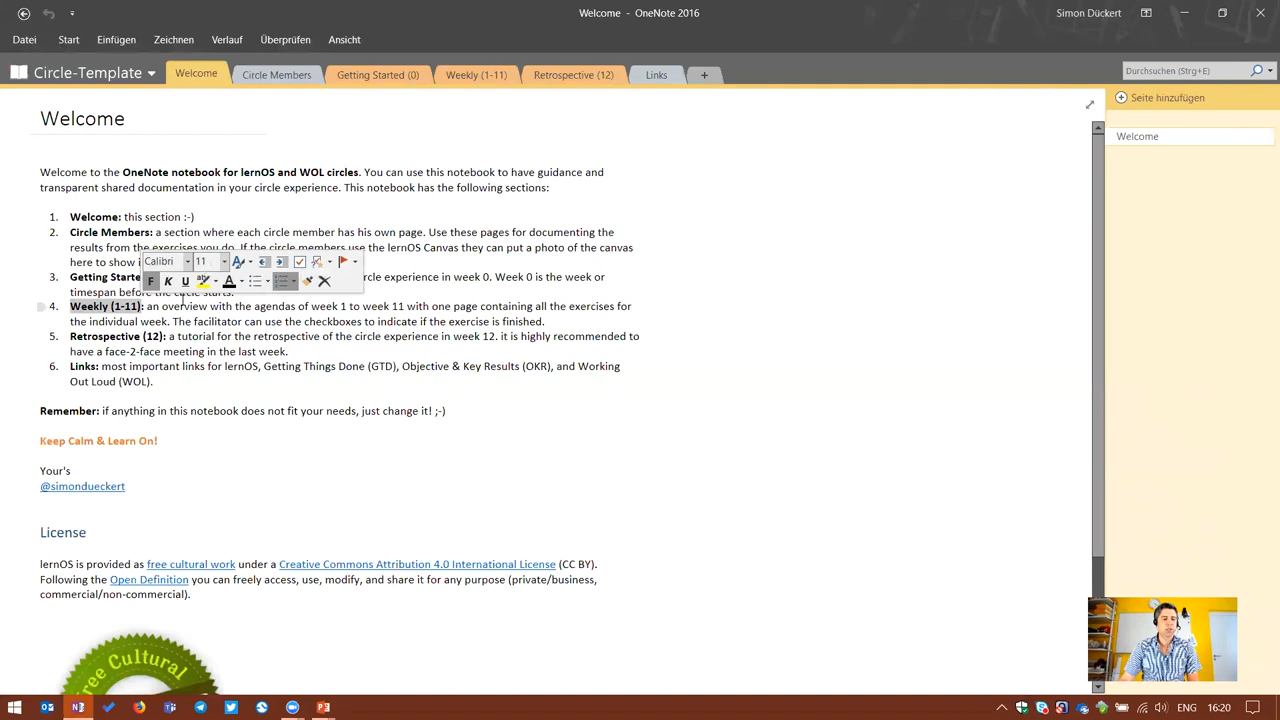 Welcome - OneNote 2016
Simon Dückert
Datei Start Einfügen Zeichnen Verlauf Überprüfen Ansicht
Circle-Template
Welcome
Circle Members
Getting Started (0)
Weekly (1-11)
Retrospective (12)
Links
+
Durchsuchen (Strg+E)
Seite hinzufügen
Welcome
Welcome
Welcome to the OneNote notebook for lernOS and WOL circles. You can use this notebook to have guidance and
transparent shared documentation in your circle experience. This notebook has the following sections:
1. Welcome: this section :-)
2. Circle Members: a section where each circle member has his own page. Use these pages for documenting the
results from the exercises you do. If the circle members use the lernOS Canvas they can put a photo of the canvas
here to show
Calibri 11
F K U A
3. Getting Starte
rcle experience in week 0. Week 0 is the week or
timespan before the circle starts.
4. Weekly (1-11): an overview with the agendas of week 1 to week 11 with one page containing all the exercises for
the individual week. The facilitator can use the checkboxes to indicate if the exercise is finished.
5. Retrospective (12): a tutorial for the retrospective of the circle experience in week 12. it is highly recommended to
have a face-2-face meeting in the last week.
6. Links: most important links for lernOS, Getting Things Done (GTD), Objective & Key Results (OKR), and Working
Out Loud (WOL).
Remember: if anything in this notebook does not fit your needs, just change it! ;-)
Keep Calm & Learn On!
Your's
@simondueckert
License
lernOS is provided as free cultural work under a Creative Commons Attribution 4.0 International License (CC BY).
Following the Open Definition you can freely access, use, modify, and share it for any purpose (private/business,
commercial/non-commercial).
Free Cultural
ENG 16:20